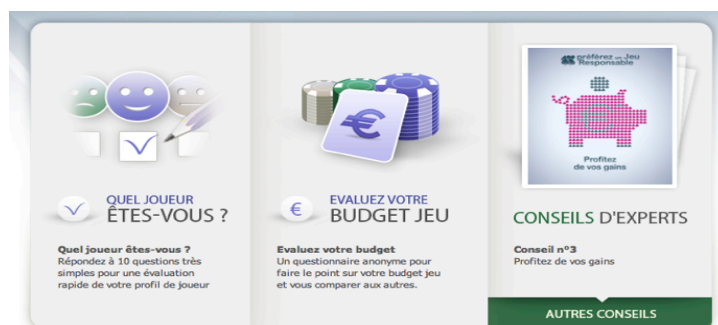 QUEL JOUEUR
ÊTES-VOUS ?
Quel joueur êtes-vous ?
Répondez à 10 questions très
simples pour une évaluation
rapide de votre profil de joueur
€
€
EVALUEZ VOTRE
BUDGET JEU
Evaluez votre budget
Un questionnaire anonyme pour
faire le point sur votre budget jeu
et vous comparer aux autres.
préférez un Jeu
Responsable
Profitez
de vos gains
CONSEILS D'EXPERTS
Conseil nº3
Profitez de vos gains
AUTRES CONSEILS